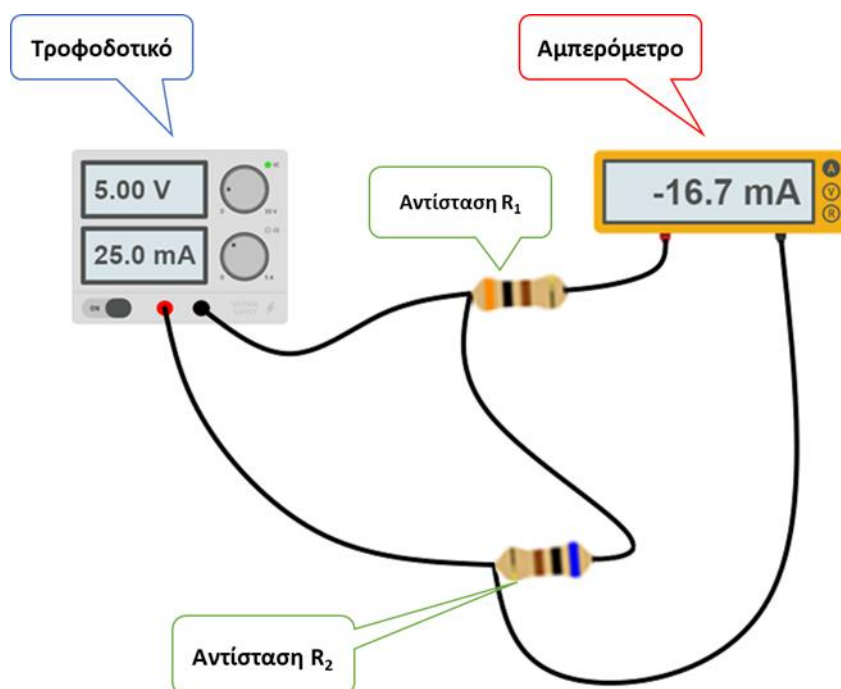 Τροφοδοτικό
Αμπερόμετρο
5.00 V
25.0 mA
ON
Αντίσταση R₁
-16.7 mA
A
V
R
Αντίσταση R₂